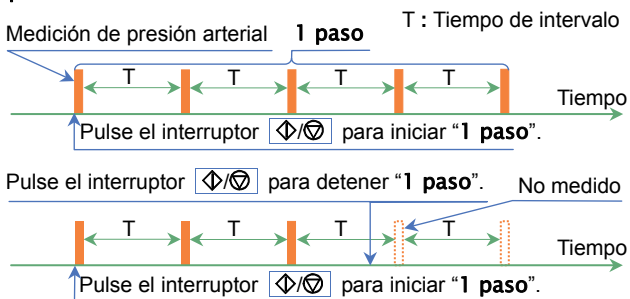 T : Tiempo de intervalo
Medición de presión arterial 1 paso
T T T T
Tiempo
Pulse el interruptor / para iniciar “1 paso”.
Pulse el interruptor / para detener “1 paso”.
No medido
T T T T
Tiempo
Pulse el interruptor / para iniciar “1 paso”.